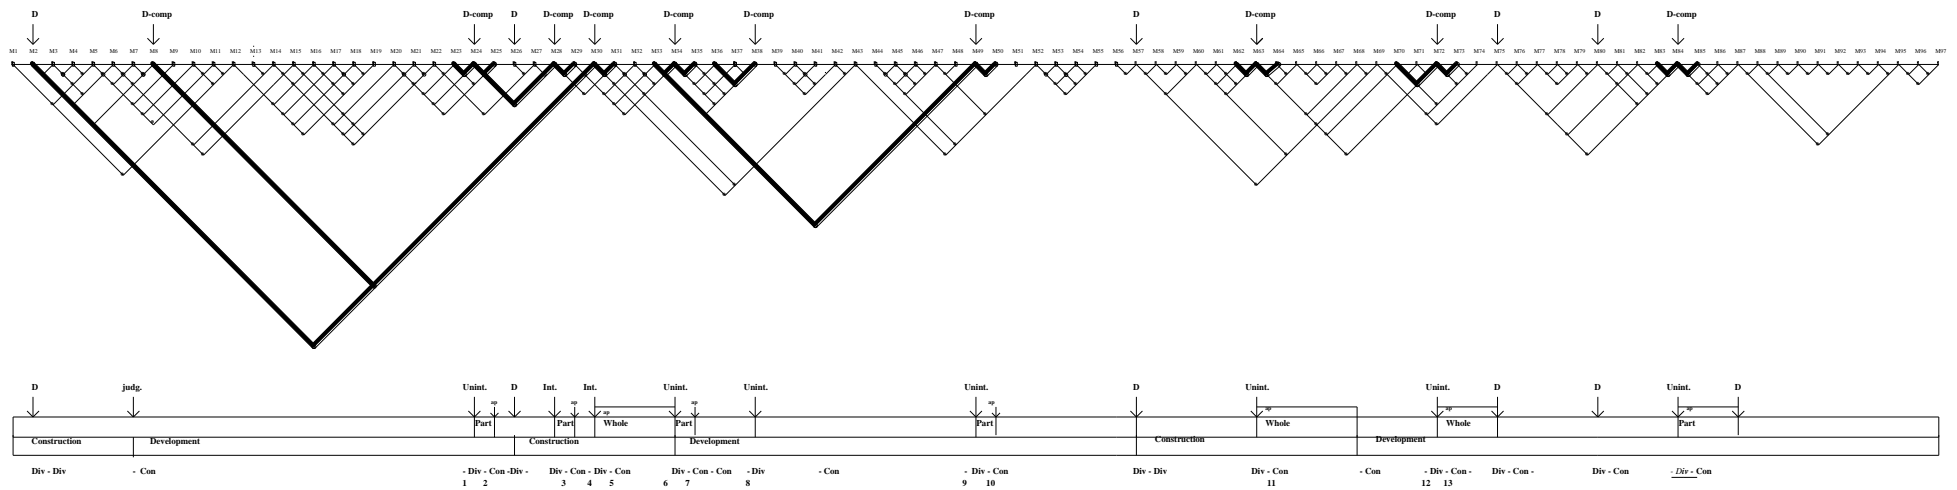 D D-comp D-comp D D-comp D-comp D-comp D-comp D-comp D D-comp D-comp D D D-comp
M1 M2 M3 M4 M5 M6 M7 M8 M9 M10 M11 M12 M13 M14 M15 M16 M17 M18 M19 M20 M21 M22 M23 M24 M25 M26 M27 M28 M29 M30 M31 M32 M33 M34 M35 M36 M37 M38 M39 M40 M41 M42 M43 M44 M45 M46 M47 M48 M49 M50 M51 M52 M53 M54 M55 M56 M57 M58 M59 M60 M61 M62 M63 M64 M65 M66 M67 M68 M69 M70 M71 M72 M73 M74 M75 M76 M77 M78 M79 M80 M81 M82 M83 M84 M85 M86 M87 M88 M89 M90 M91 M92 M93 M94 M95 M96 M97
D judg. Unint. D Int. Int. Unint. Unint. Unint. D Unint. Unint. D D Unint. D
ap ap ap ap ap ap ap ap
Part Part Whole Part Part Whole Whole Part
Construction Development Construction Development Construction Development
Div - Div - Con - Div - Con -Div - Div - Con - Div - Con Div - Con - Con - Div - Con - Div - Con Div - Div Div - Con - Con - Div - Con - Div - Con - Div - Con - Div - Con
1 2 3 4 5 6 7 8 9 10 11 12 13